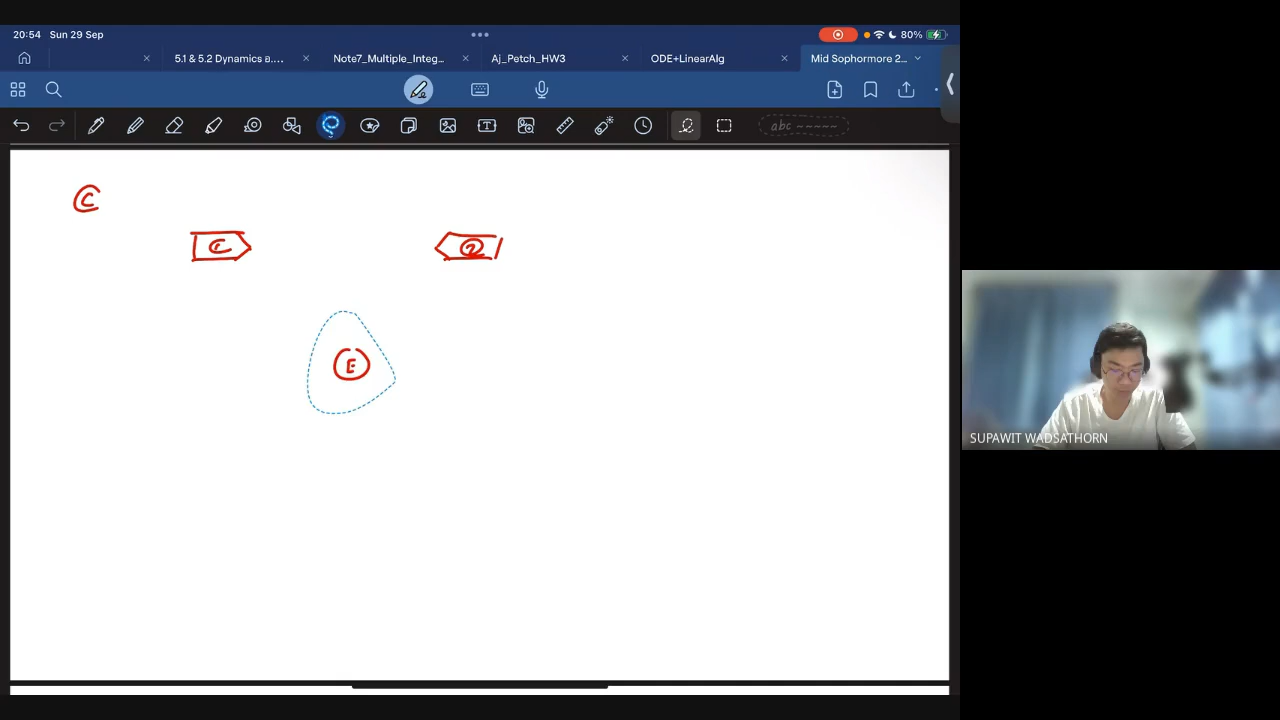 20:54 Sun 29 Sep
80%
5.1 & 5.2 Dynamics a....
Note7_Multiple_Integ...
Aj_Petch_HW3
ODE+LinearAlg
Mid Sophormore 2...
T
abc
C
2
E
SUPAWIT WADSATHORN